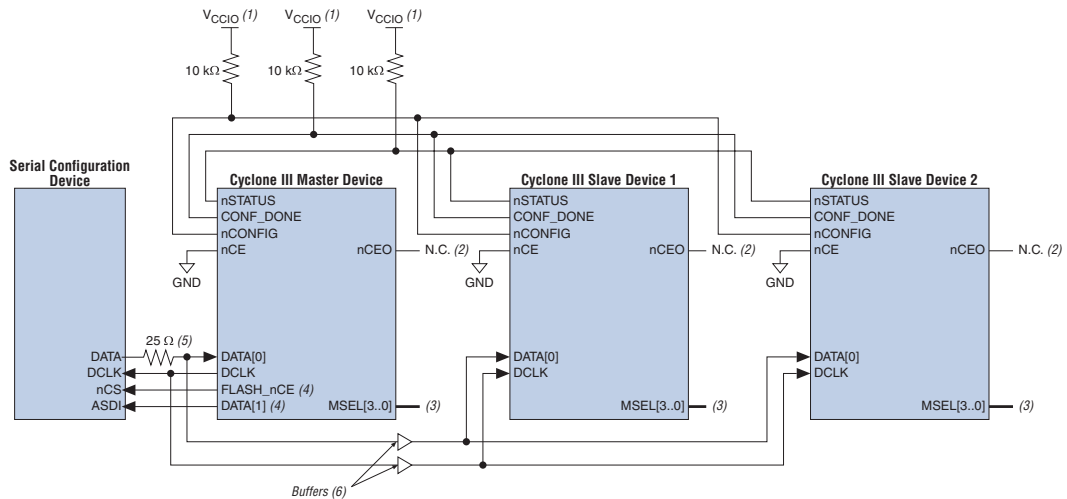 VCCIO (1) VCCIO (1) VCCIO (1)
10 kΩ 10 kΩ 10 kΩ
Serial Configuration
Device
DATA
DCLK
nCS
ASDI
25 Ω (5)
Cyclone III Master Device
nSTATUS
CONF_DONE
nCONFIG
nCE
nCEO
N.C. (2)
GND
DATA[0]
DCLK
FLASH_nCE (4)
DATA[1] (4)
MSEL[3..0]
(3)
Cyclone III Slave Device 1
nSTATUS
CONF_DONE
nCONFIG
nCE
nCEO
N.C. (2)
GND
DATA[0]
DCLK
MSEL[3..0]
(3)
Cyclone III Slave Device 2
nSTATUS
CONF_DONE
nCONFIG
nCE
nCEO
N.C. (2)
GND
DATA[0]
DCLK
MSEL[3..0]
(3)
Buffers (6)